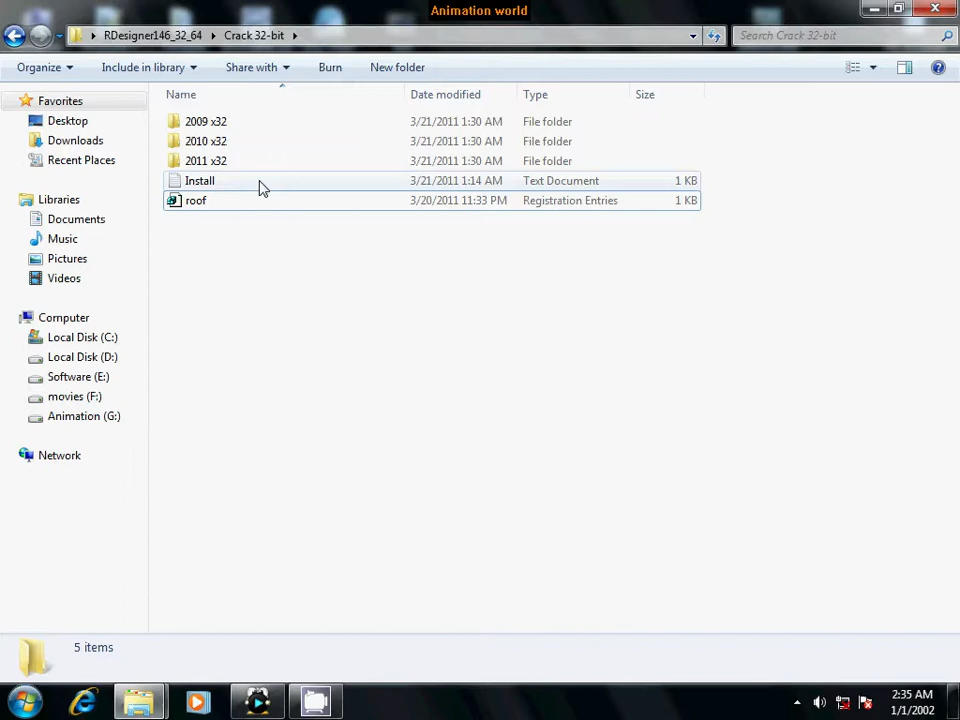 Animation world
RDesigner146_32_64 Crack 32-bit Search Crack 32-bit
Organize Include in library Share with Burn New folder
Name Date modified Type Size
Favorites
Desktop
Downloads
Recent Places
Libraries
Documents
Music
Pictures
Videos
Computer
Local Disk (C:)
Local Disk (D:)
Software (E:)
movies (F:)
Animation (G:)
Network
2009 x32 3/21/2011 1:30 AM File folder
2010 x32 3/21/2011 1:30 AM File folder
2011 x32 3/21/2011 1:30 AM File folder
Install 3/21/2011 1:14 AM Text Document 1 KB
roof 3/20/2011 11:33 PM Registration Entries 1 KB
5 items
2:35 AM
1/1/2002